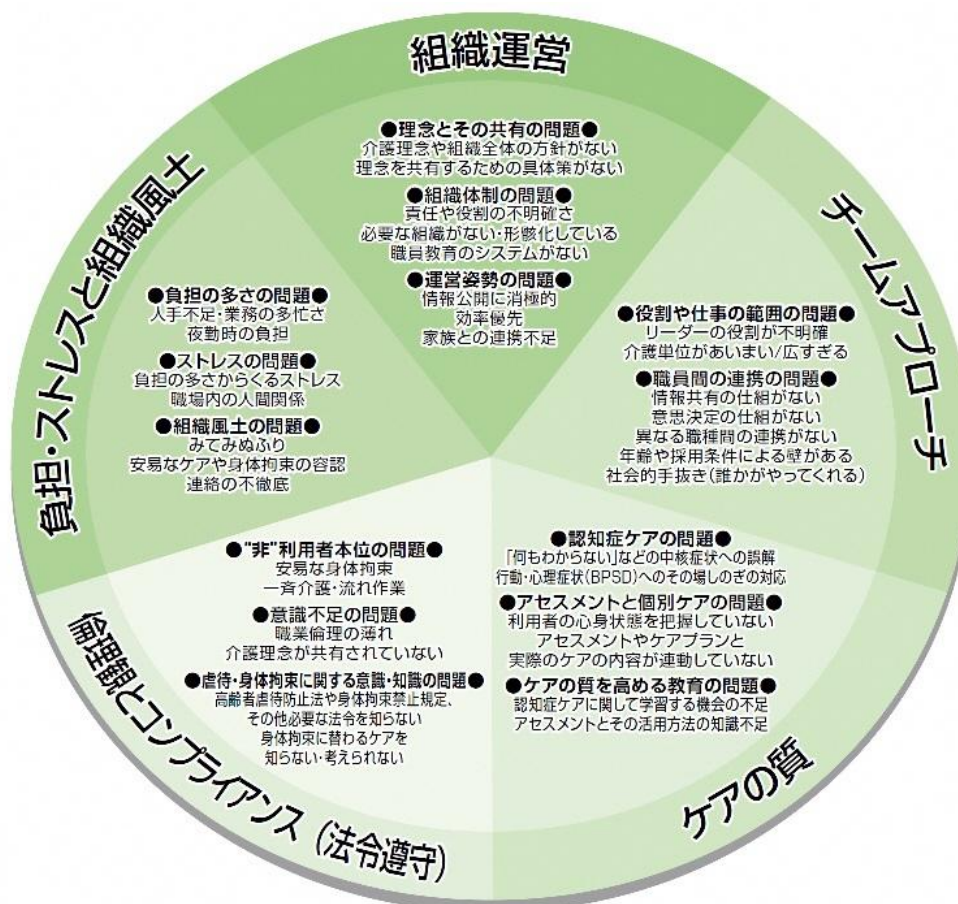 組織運営
●理念とその共有の問題●
介護理念や組織全体の方針がない
理念を共有するための具体策がない
●組織体制の問題●
責任や役割の不明確さ
必要な組織がない・形骸化している
職員教育のシステムがない
●運営姿勢の問題●
情報公開に消極的
効率優先
家族との連携不足
チームアプローチ
●役割や仕事の範囲の問題●
リーダーの役割が不明確
介護単位があいまい/広すぎる
●職員間の連携の問題●
情報共有の仕組がない
意思決定の仕組がない
異なる職種間の連携がない
年齢や採用条件による壁がある
社会的手抜き(誰かがやってくれる)
ケアの質
●認知症ケアの問題●
「何もわからない」などの中核症状への誤解
行動・心理症状(BPSD)へのその場しのぎの対応
●アセスメントと個別ケアの問題●
利用者の心身状態を把握していない
アセスメントやケアプランと
実際のケアの内容が連動していない
●ケアの質を高める教育の問題●
認知症ケアに関して学習する機会の不足
アセスメントとその活用方法の知識不足
倫理観とコンプライアンス(法令遵守)
●"非"利用者本位の問題●
安易な身体拘束
一斉介護・流れ作業
●意識不足の問題●
職業倫理の薄れ
介護理念が共有されていない
●虐待・身体拘束に関する意識・知識の問題●
高齢者虐待防止法や身体拘束禁止規定、
その他必要な法令を知らない
身体拘束に替わるケアを
知らない・考えられない
負担・ストレスと組織風土
●負担の多さの問題●
人手不足・業務の多忙さ
夜勤時の負担
●ストレスの問題●
負担の多さからくるストレス
職場内の人間関係
●組織風土の問題●
みてみぬふり
安易なケアや身体拘束の容認
連絡の不徹底